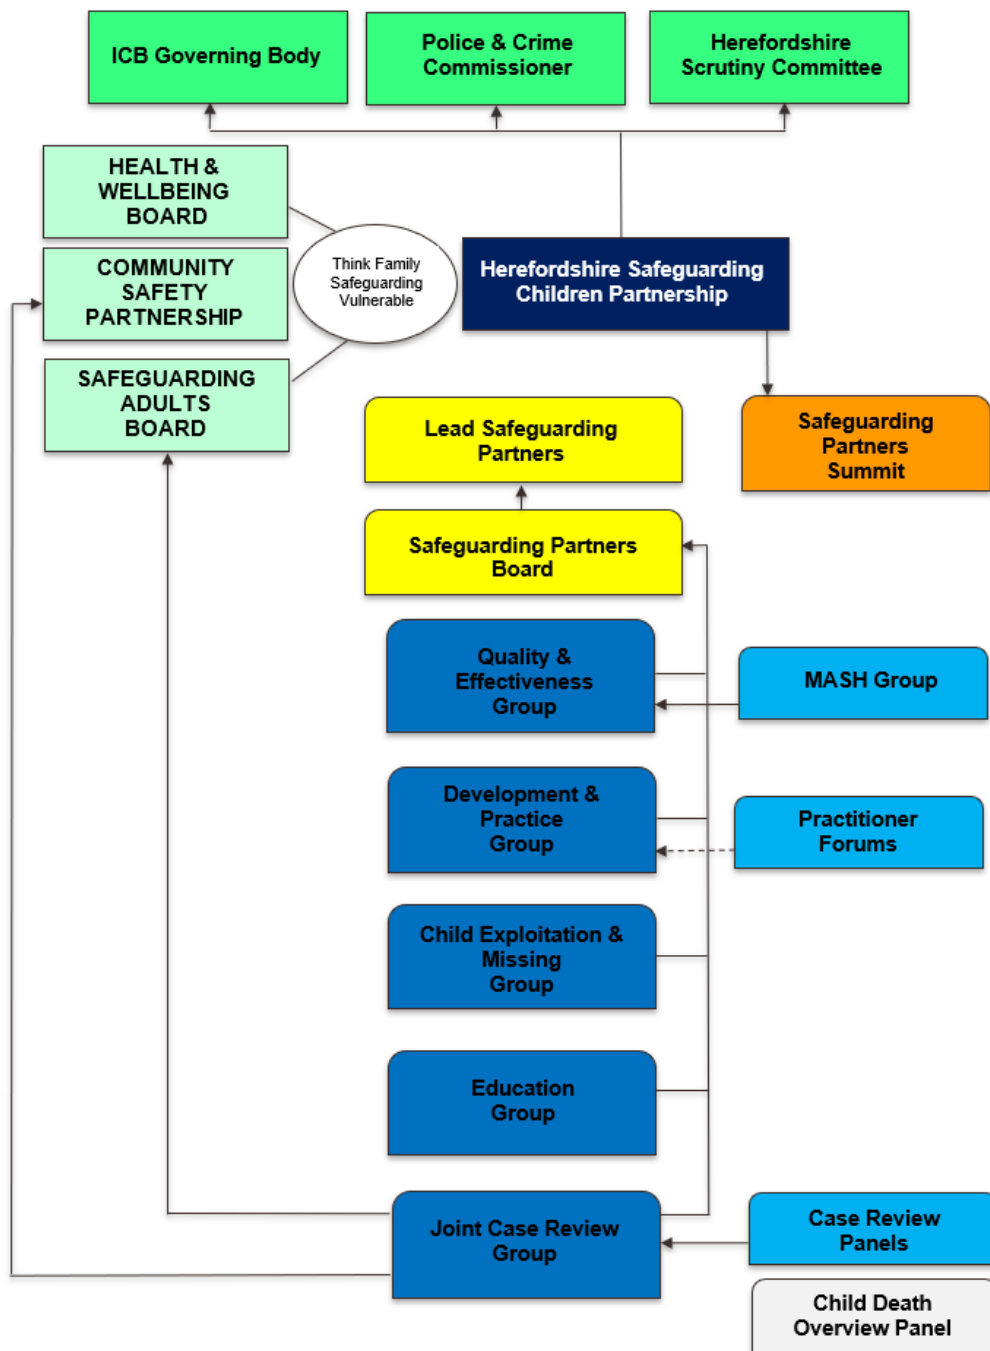 ICB Governing Body
Police & Crime
Commissioner
Herefordshire
Scrutiny Committee
HEALTH &
WELLBEING
BOARD
COMMUNITY
SAFETY
PARTNERSHIP
SAFEGUARDING
ADULTS
BOARD
Think Family
Safeguarding
Vulnerable
Herefordshire Safeguarding
Children Partnership
Lead Safeguarding
Partners
Safeguarding
Partners
Summit
Safeguarding Partners
Board
Quality &
Effectiveness
Group
MASH Group
Development &
Practice
Group
Practitioner
Forums
Child Exploitation &
Missing
Group
Education
Group
Joint Case Review
Group
Case Review
Panels
Child Death
Overview Panel